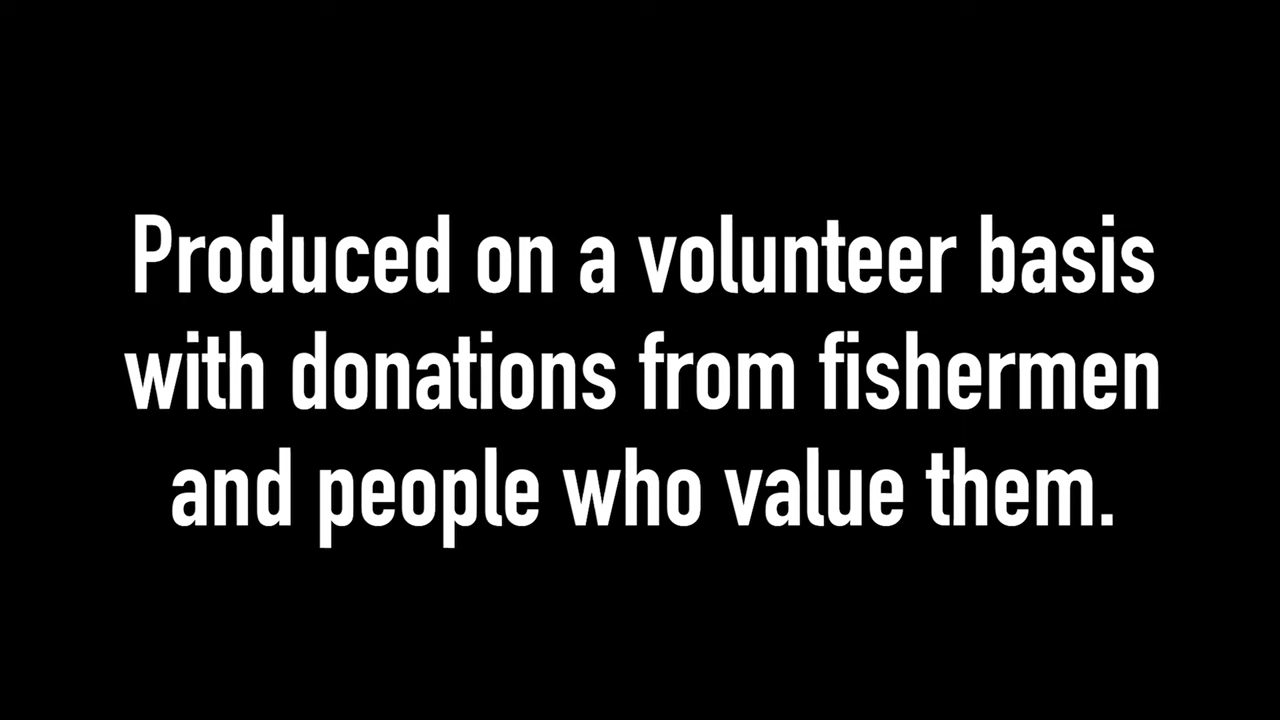 Produced on a volunteer basis
with donations from fishermen
and people who value them.